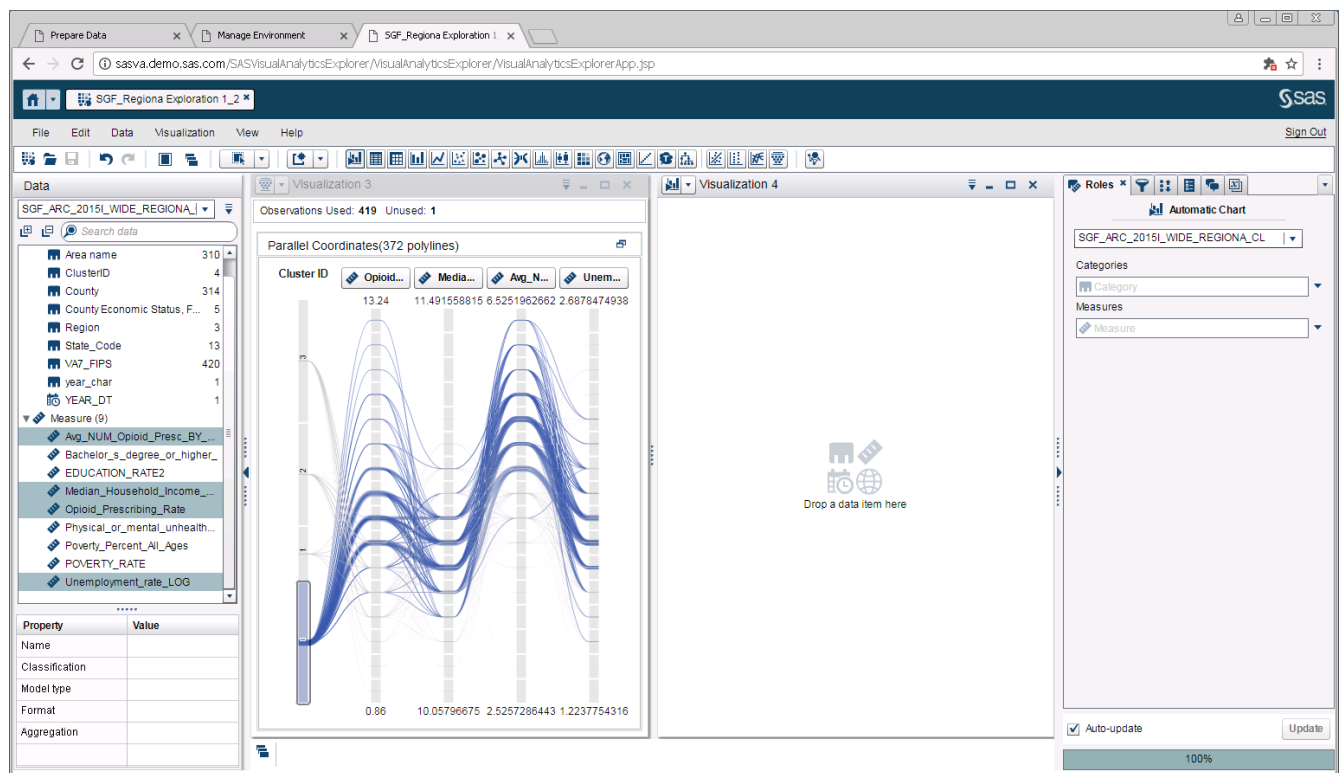 Prepare Data
Manage Environment
SGF_Regiona Exploration 1
sasva.demo.sas.com/SASVisualAnalyticsExplorer/VisualAnalyticsExplorer/VisualAnalyticsExplorerApp.jsp
SGF_Regiona Exploration 1_2
sas
File Edit Data Visualization View Help
Sign Out
Data
SGF_ARC_2015I_WIDE_REGIONA_
Search data
Area name 310
ClusterID 4
County 314
County Economic Status, F... 5
Region 3
State_Code 13
VA7_FIPS 420
year_char 1
YEAR_DT 1
Measure (9)
Avg_NUM_Opioid_Presc_BY_...
Bachelor_s_degree_or_higher_
EDUCATION_RATE2
Median_Household_Income_...
Opioid_Prescribing_Rate
Physical_or_mental_unhealth...
Poverty_Percent_All_Ages
POVERTY_RATE
Unemployment_rate_LOG
Property Value
Name
Classification
Model type
Format
Aggregation
Visualization 3
Observations Used: 419 Unused: 1
Parallel Coordinates(372 polylines)
Cluster ID Opioid... Media... Avg_N... Unem...
13.24 11.491558815 6.5251962662 2.6878474938
3
2
1
0
0.86 10.05796675 2.5257286443 1.2237754316
Visualization 4
Drop a data item here
Roles
Automatic Chart
SGF_ARC_2015I_WIDE_REGIONA_CL
Categories
Category
Measures
Measure
Auto-update
Update
100%